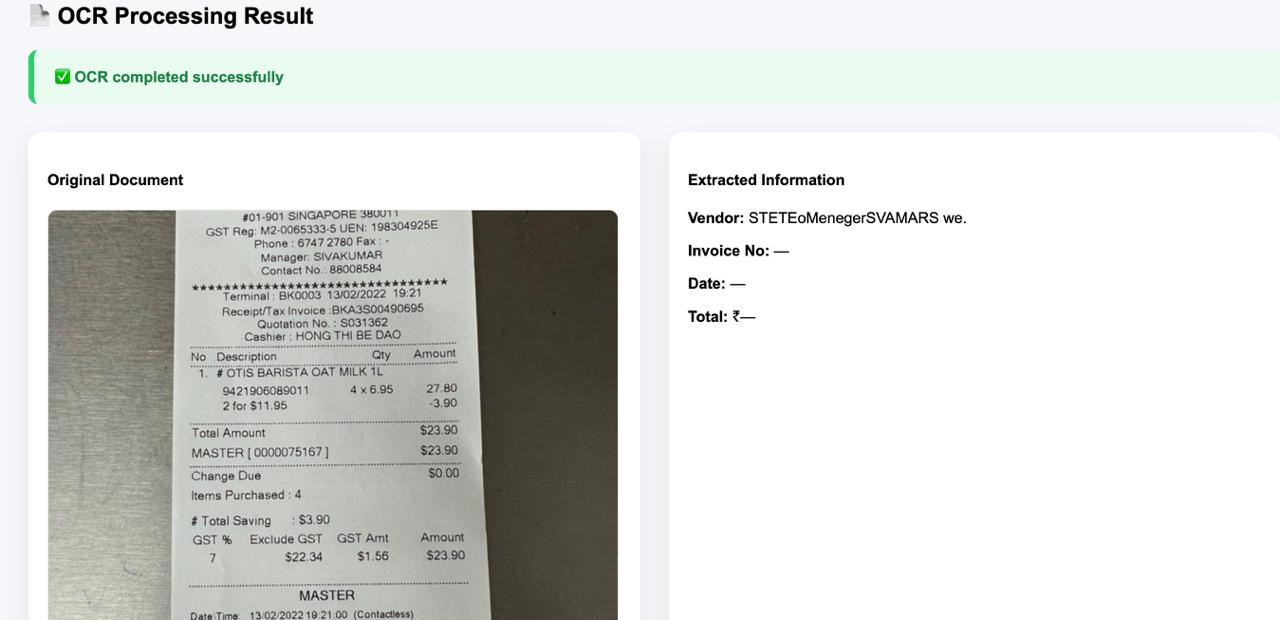 OCR Processing Result
OCR completed successfully
Original Document
#01-901 SINGAPORE 380011
GST Reg: M2-0065333-5 UEN: 198304925E
Phone : 6747 2780 Fax : -
Manager: SIVAKUMAR
Contact No.: 88008584
********************************
Terminal : BK0003 13/02/2022 19:21
Receipt/Tax Invoice :BKA3S00490695
Quotation No. : S031362
Cashier : HONG THI BE DAO
No Description Qty Amount
1. # OTIS BARISTA OAT MILK 1L
9421906089011 4 x 6.95 27.80
2 for $11.95 -3.90
Total Amount $23.90
MASTER [ 0000075167 ] $23.90
Change Due $0.00
Items Purchased : 4
# Total Saving : $3.90
GST % Exclude GST GST Amt Amount
7 $22.34 $1.56 $23.90
MASTER
Date\Time: 13/02/2022 19:21:00 (Contactless)
Extracted Information
Vendor: STETEoMenegerSVAMARS we.
Invoice No: —
Date: —
Total: ₹—